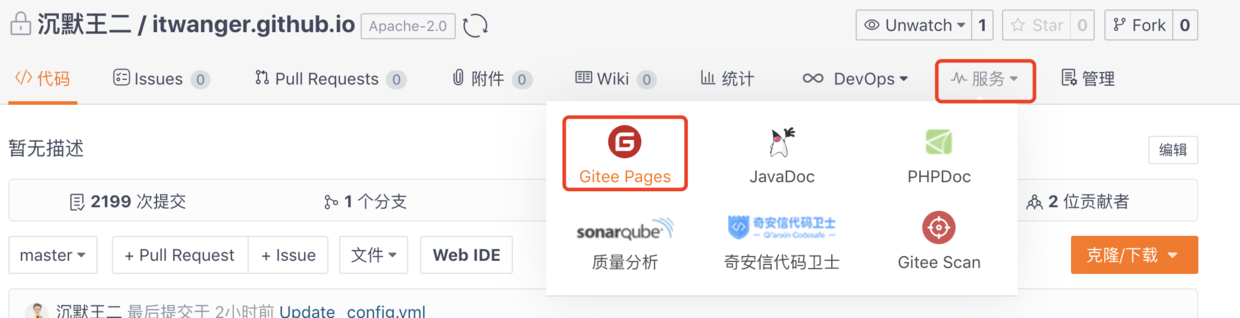 沉默王二 / itwanger.github.io Apache-2.0 Unwatch 1 Star 0 Fork 0
代码 Issues 0 Pull Requests 0 附件 0 Wiki 0 统计 DevOps 服务 管理
暂无描述 编辑
Gitee Pages JavaDoc PHPDoc
2199 次提交 1 个分支 2 位贡献者
sonarqube 奇安信代码卫士
Qi'anxin Codesafe
master + Pull Request + Issue 文件 Web IDE 克隆/下载
质量分析 奇安信代码卫士 Gitee Scan
沉默王二 最后提交于 2小时前 Update _config.yml